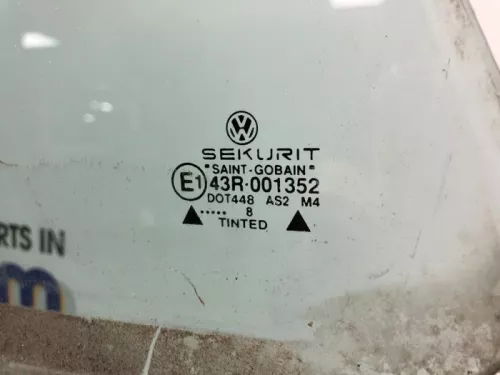 SEKURIT
"SAINT-GOBAIN"
E1 43R-001352
DOT448 AS2 M4
..... 8
TINTED
RTS IN
m